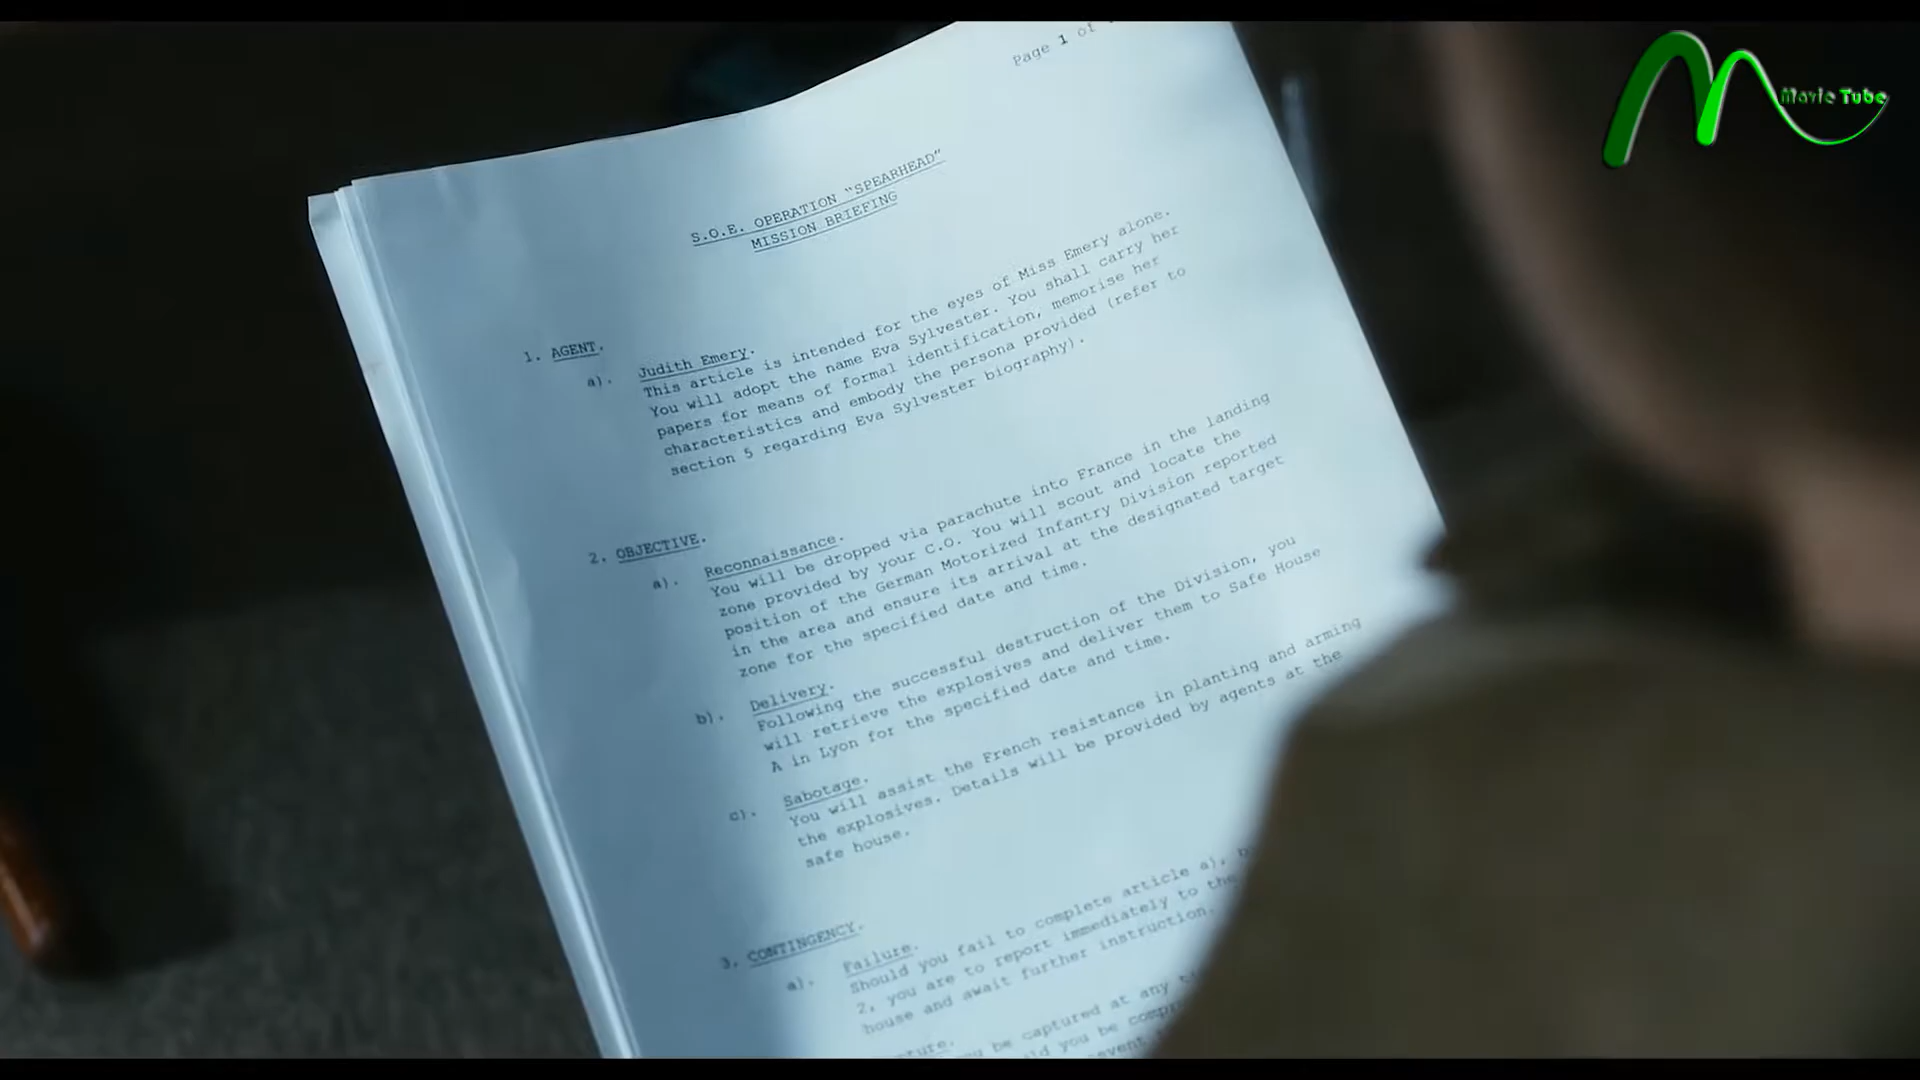 Page 1 of
Movie Tube
S.O.E. OPERATION "SPEARHEAD"
MISSION BRIEFING
1. AGENT.
a). Judith Emery.
This article is intended for the eyes of Miss Emery alone.
You will adopt the name Eva Sylvester. You shall carry her
papers for means of formal identification, memorise her
characteristics and embody the persona provided (refer to
section 5 regarding Eva Sylvester biography).
2. OBJECTIVE.
a). Reconnaissance.
You will be dropped via parachute into France in the landing
zone provided by your C.O. You will scout and locate the
position of the German Motorized Infantry Division reported
in the area and ensure its arrival at the designated target
zone for the specified date and time.
b). Delivery.
Following the successful destruction of the Division, you
will retrieve the explosives and deliver them to Safe House
A in Lyon for the specified date and time.
c). Sabotage.
You will assist the French resistance in planting and arming
the explosives. Details will be provided by agents at the
safe house.
3. CONTINGENCY.
a). Failure.
Should you fail to complete article a),
2, you are to report immediately to the
house and await further instruction.
be captured at any
you be